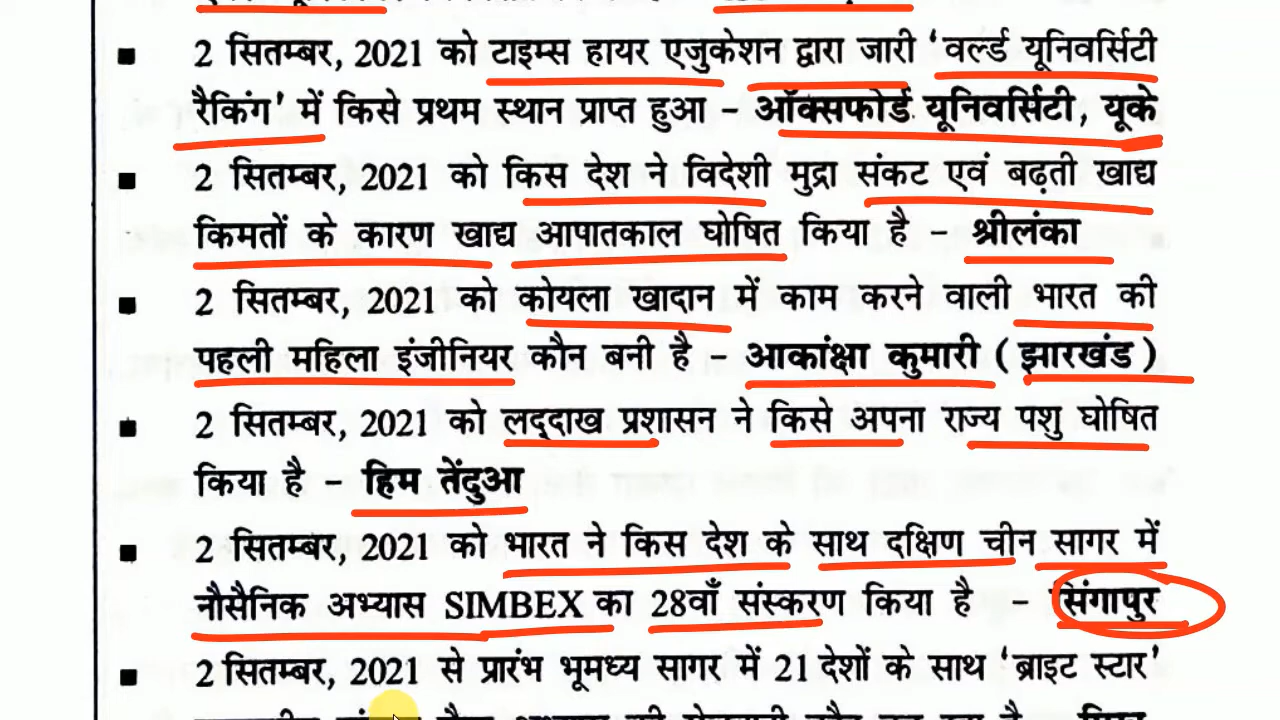 2 सितम्बर, 2021 को टाइम्स हायर एजुकेशन द्वारा जारी ‘वर्ल्ड यूनिवर्सिटी
रैकिंग’ में किसे प्रथम स्थान प्राप्त हुआ – ऑक्सफोर्ड यूनिवर्सिटी, यूके
2 सितम्बर, 2021 को किस देश ने विदेशी मुद्रा संकट एवं बढ़ती खाद्य
किमतों के कारण खाद्य आपातकाल घोषित किया है – श्रीलंका
2 सितम्बर, 2021 को कोयला खादान में काम करने वाली भारत की
पहली महिला इंजीनियर कौन बनी है – आकांक्षा कुमारी (झारखंड)
2 सितम्बर, 2021 को लद्दाख प्रशासन ने किसे अपना राज्य पशु घोषित
किया है – हिम तेंदुआ
2 सितम्बर, 2021 को भारत ने किस देश के साथ दक्षिण चीन सागर में
नौसैनिक अभ्यास SIMBEX का 28वाँ संस्करण किया है – सिंगापुर
2 सितम्बर, 2021 से प्रारंभ भूमध्य सागर में 21 देशों के साथ ‘ब्राइट स्टार’